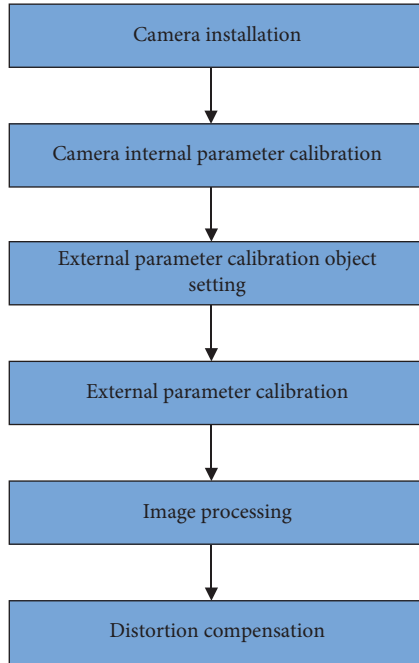 Camera installation
Camera internal parameter calibration
External parameter calibration object
setting
External parameter calibration
Image processing
Distortion compensation